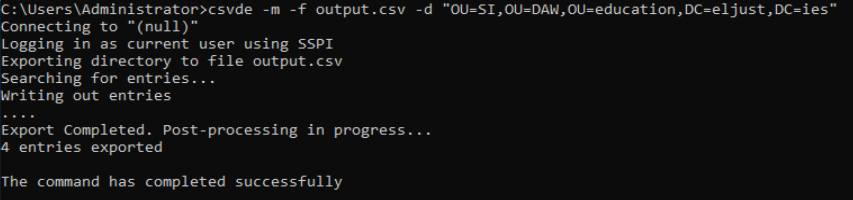 C:\Users\Administrator>csvde -m -f output.csv -d "OU=SI,OU=DAW,OU=education,DC=eljust,DC=ies"
Connecting to "(null)"
Logging in as current user using SSPI
Exporting directory to file output.csv
Searching for entries...
Writing out entries
....
Export Completed. Post-processing in progress...
4 entries exported

The command has completed successfully